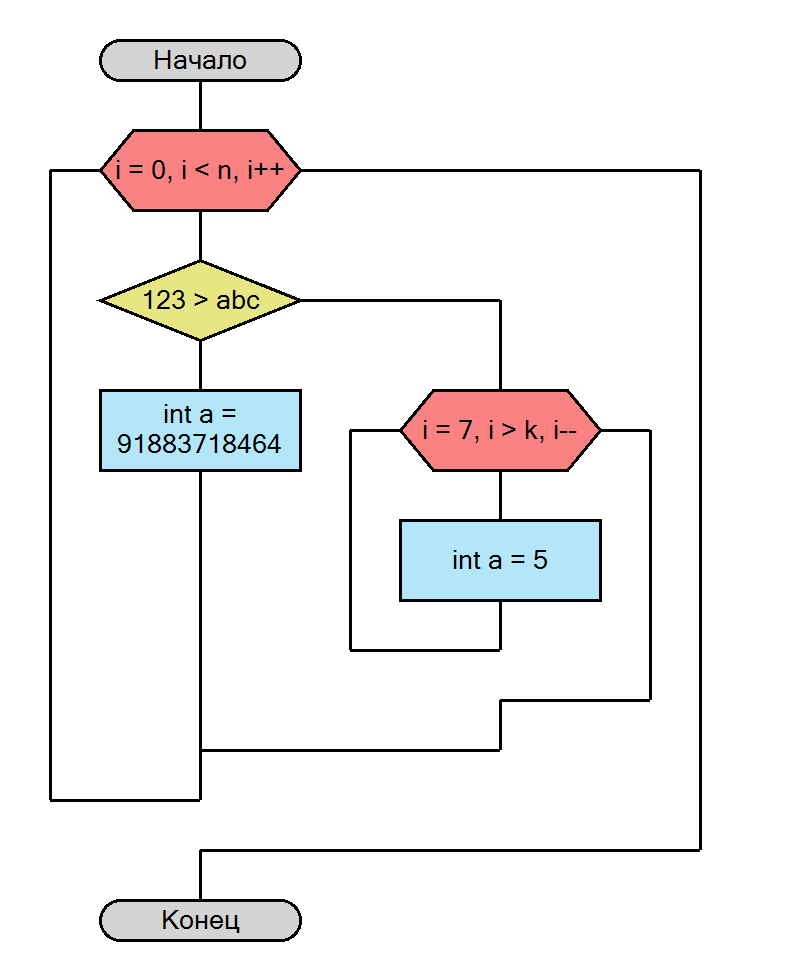 Начало
i = 0, i < n, i++
123 > abc
int a =
91883718464
i = 7, i > k, i--
int a = 5
Конец